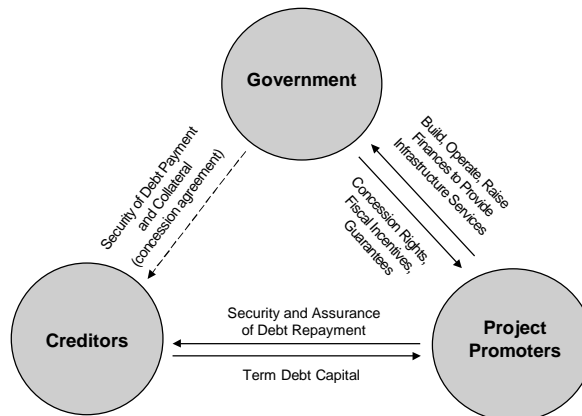 Government
Security of Debt Payment
and Collateral
(concession agreement)
Build, Operate, Raise
Finances to Provide
Infrastructure Services
Concession Rights,
Fiscal Incentives,
Guarantees
Creditors
Security and Assurance
of Debt Repayment
Term Debt Capital
Project
Promoters